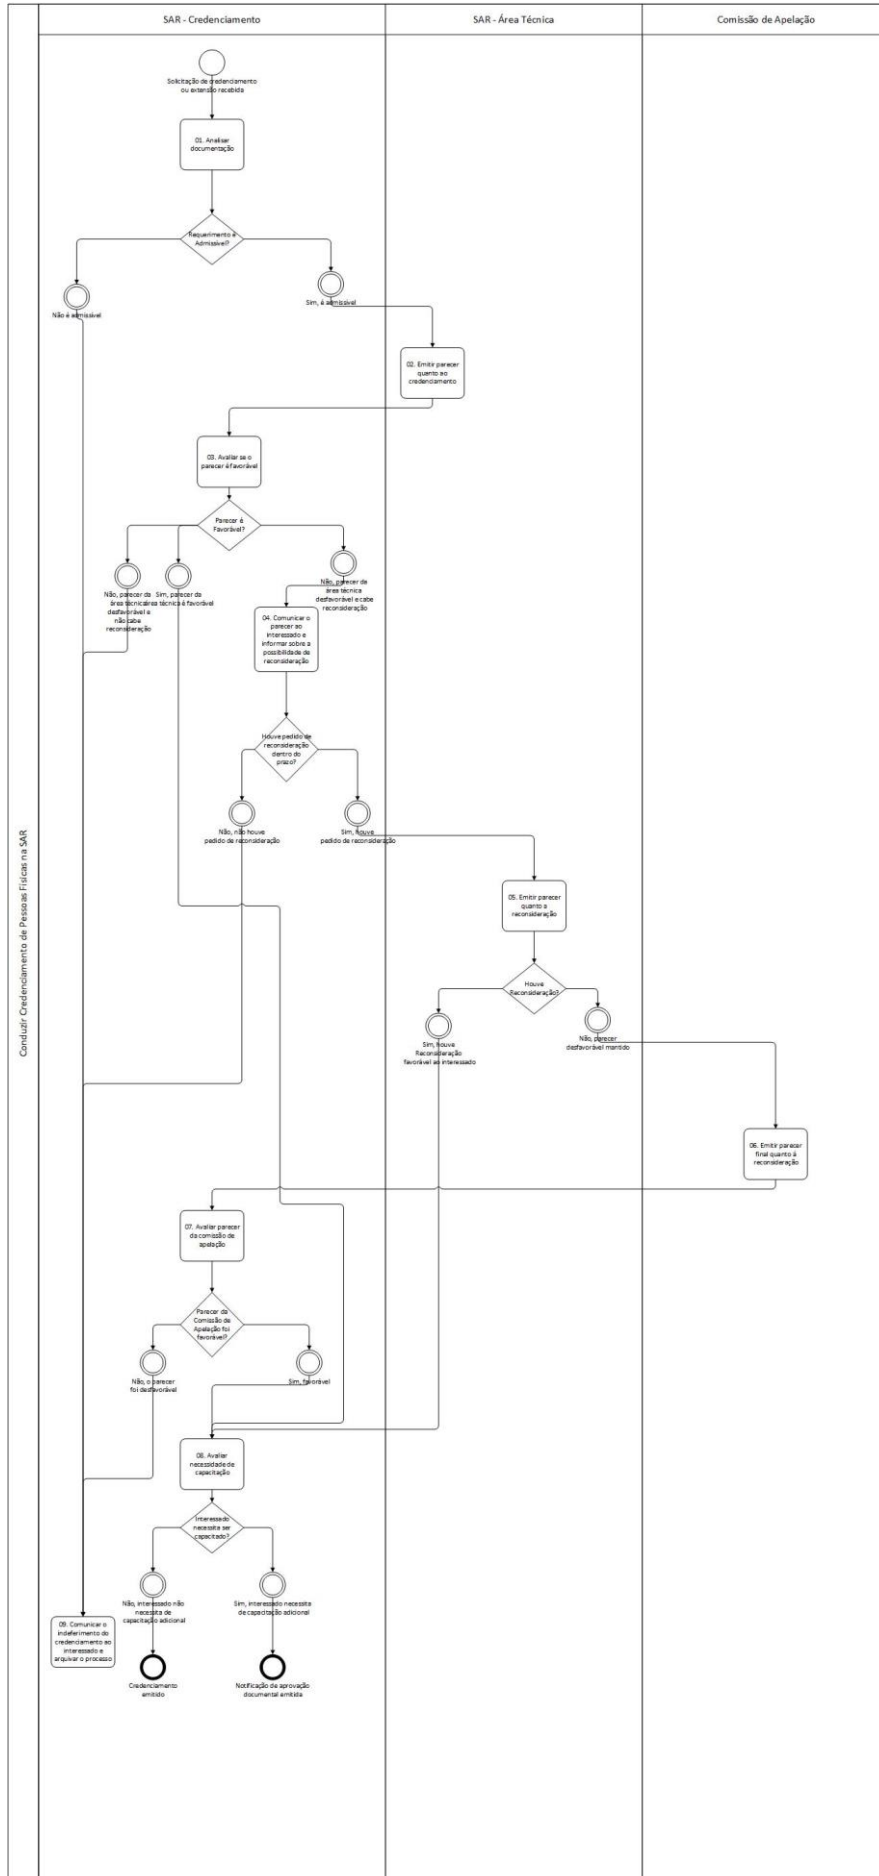 SAR - Credenciamento
SAR - Área Técnica
Comissão de Apelação
Conduzir Credenciamento de Pessoas Físicas na SAR
Solicitação de credenciamento
ou extensão recebida
01. Analisar
documentação
Requerimento é
Admissível?
Não é admissível
Sim, é admissível
02. Emitir parecer
quanto ao
credenciamento
03. Avaliar se o
parecer é favorável
Parecer é
Favorável?
Não, parecer da
área técnica
desfavorável e
não cabe
reconsideração
Sim, parecer da
área técnica é favorável
Não, parecer da
área técnica
desfavorável e cabe
reconsideração
04. Comunicar o
parecer ao
interessado e
informar sobre a
possibilidade de
reconsideração
Houve pedido de
reconsideração
dentro do
prazo?
Não, não houve
pedido de reconsideração
Sim, houve
pedido de reconsideração
05. Emitir parecer
quanto a
reconsideração
Houve
Reconsideração?
Sim, houve
Reconsideração
favorável ao interessado
Não, parecer
desfavorável mantido
06. Emitir parecer
final quanto à
reconsideração
07. Avaliar parecer
da comissão de
apelação
Parecer da
Comissão de
Apelação foi
favorável?
Não, o parecer
foi desfavorável
Sim, favorável
08. Avaliar
necessidade de
capacitação
Interessado
necessita ser
capacitado?
Não, interessado não
necessita de
capacitação adicional
Sim, interessado necessita
de capacitação adicional
09. Comunicar o
indeferimento do
credenciamento ao
interessado e
arquivar o processo
Credenciamento
emitido
Notificação de aprovação
documental emitida